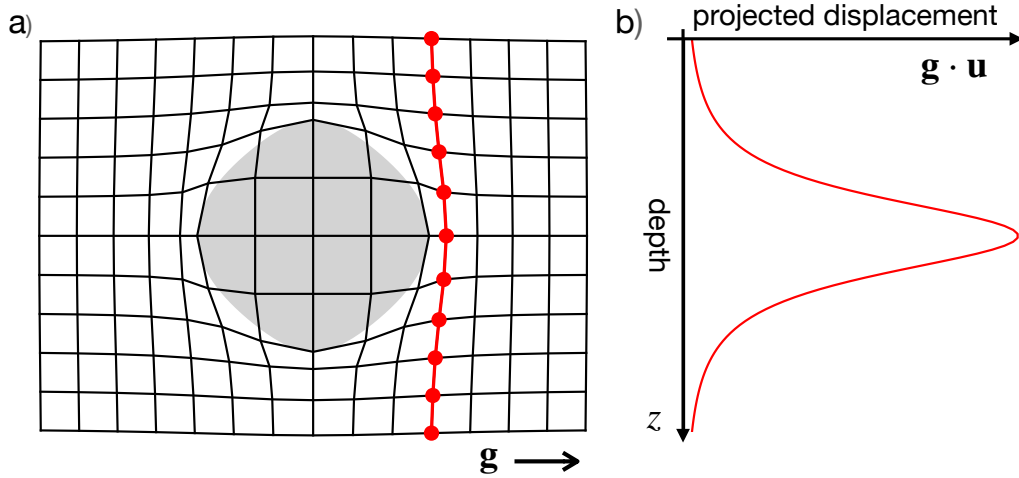 a)
g
b)
projected displacement
g · u
depth
z